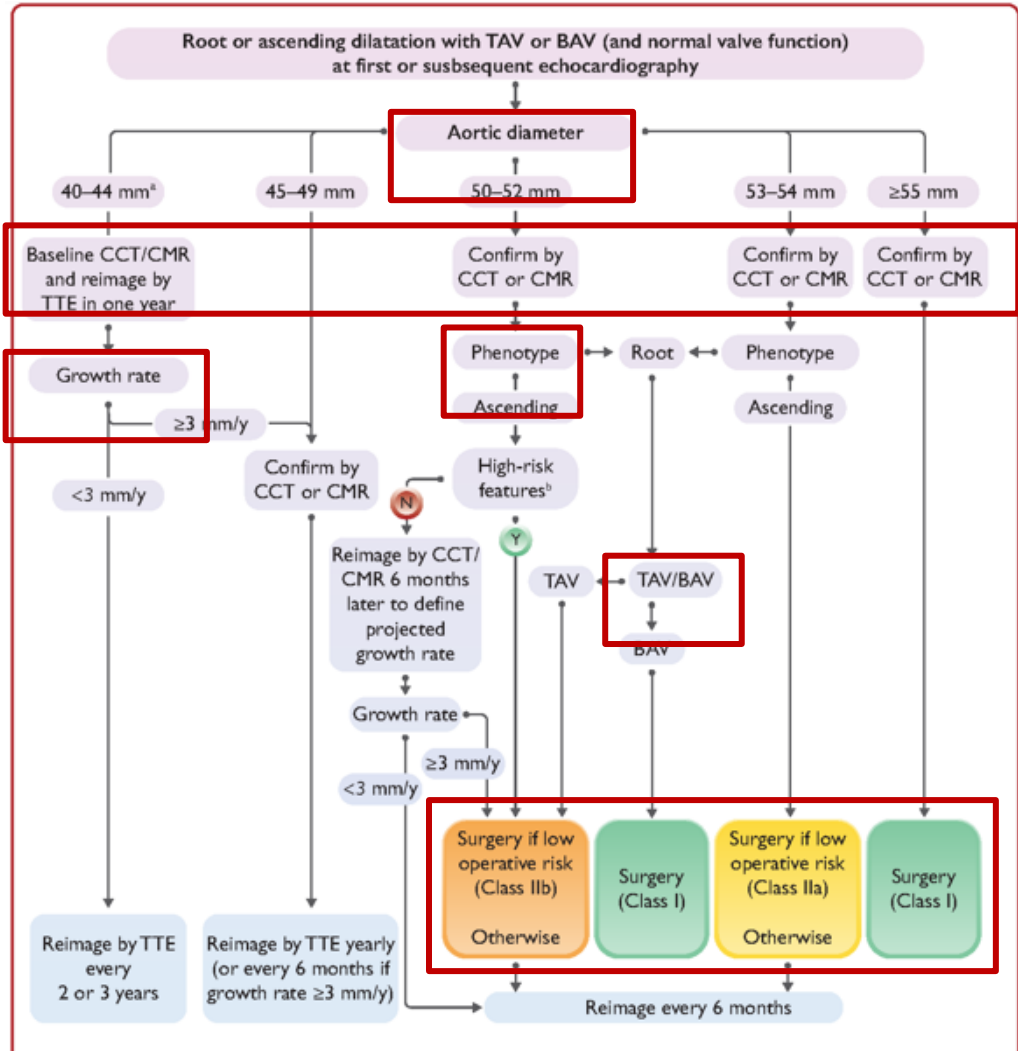 Root or ascending dilatation with TAV or BAV (and normal valve function)
at first or susbsequent echocardiography
Aortic diameter
40–44 mmᵃ
45–49 mm
50–52 mm
53–54 mm
≥55 mm
Baseline CCT/CMR
and reimage by
TTE in one year
Confirm by
CCT or CMR
Confirm by
CCT or CMR
Confirm by
CCT or CMR
Growth rate
Phenotype
Root
Phenotype
≥3 mm/y
Ascending
Ascending
<3 mm/y
Confirm by
CCT or CMR
High-risk
featuresᵇ
N
Y
Reimage by CCT/
CMR 6 months
later to define
projected
growth rate
TAV
TAV/BAV
BAV
Growth rate
≥3 mm/y
<3 mm/y
Surgery if low
operative risk
(Class IIb)
Otherwise
Surgery
(Class I)
Surgery if low
operative risk
(Class IIa)
Otherwise
Surgery
(Class I)
Reimage by TTE
every
2 or 3 years
Reimage by TTE yearly
(or every 6 months if
growth rate ≥3 mm/y)
Reimage every 6 months